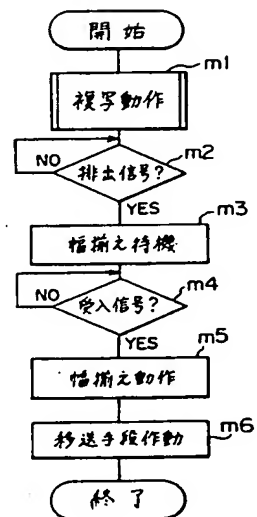 開始
m1
複写動作
m2
NO
排出信号?
YES
m3
幅揃え待機
m4
NO
受入信号?
YES
m5
幅揃え動作
移送手段作動
m6
終了